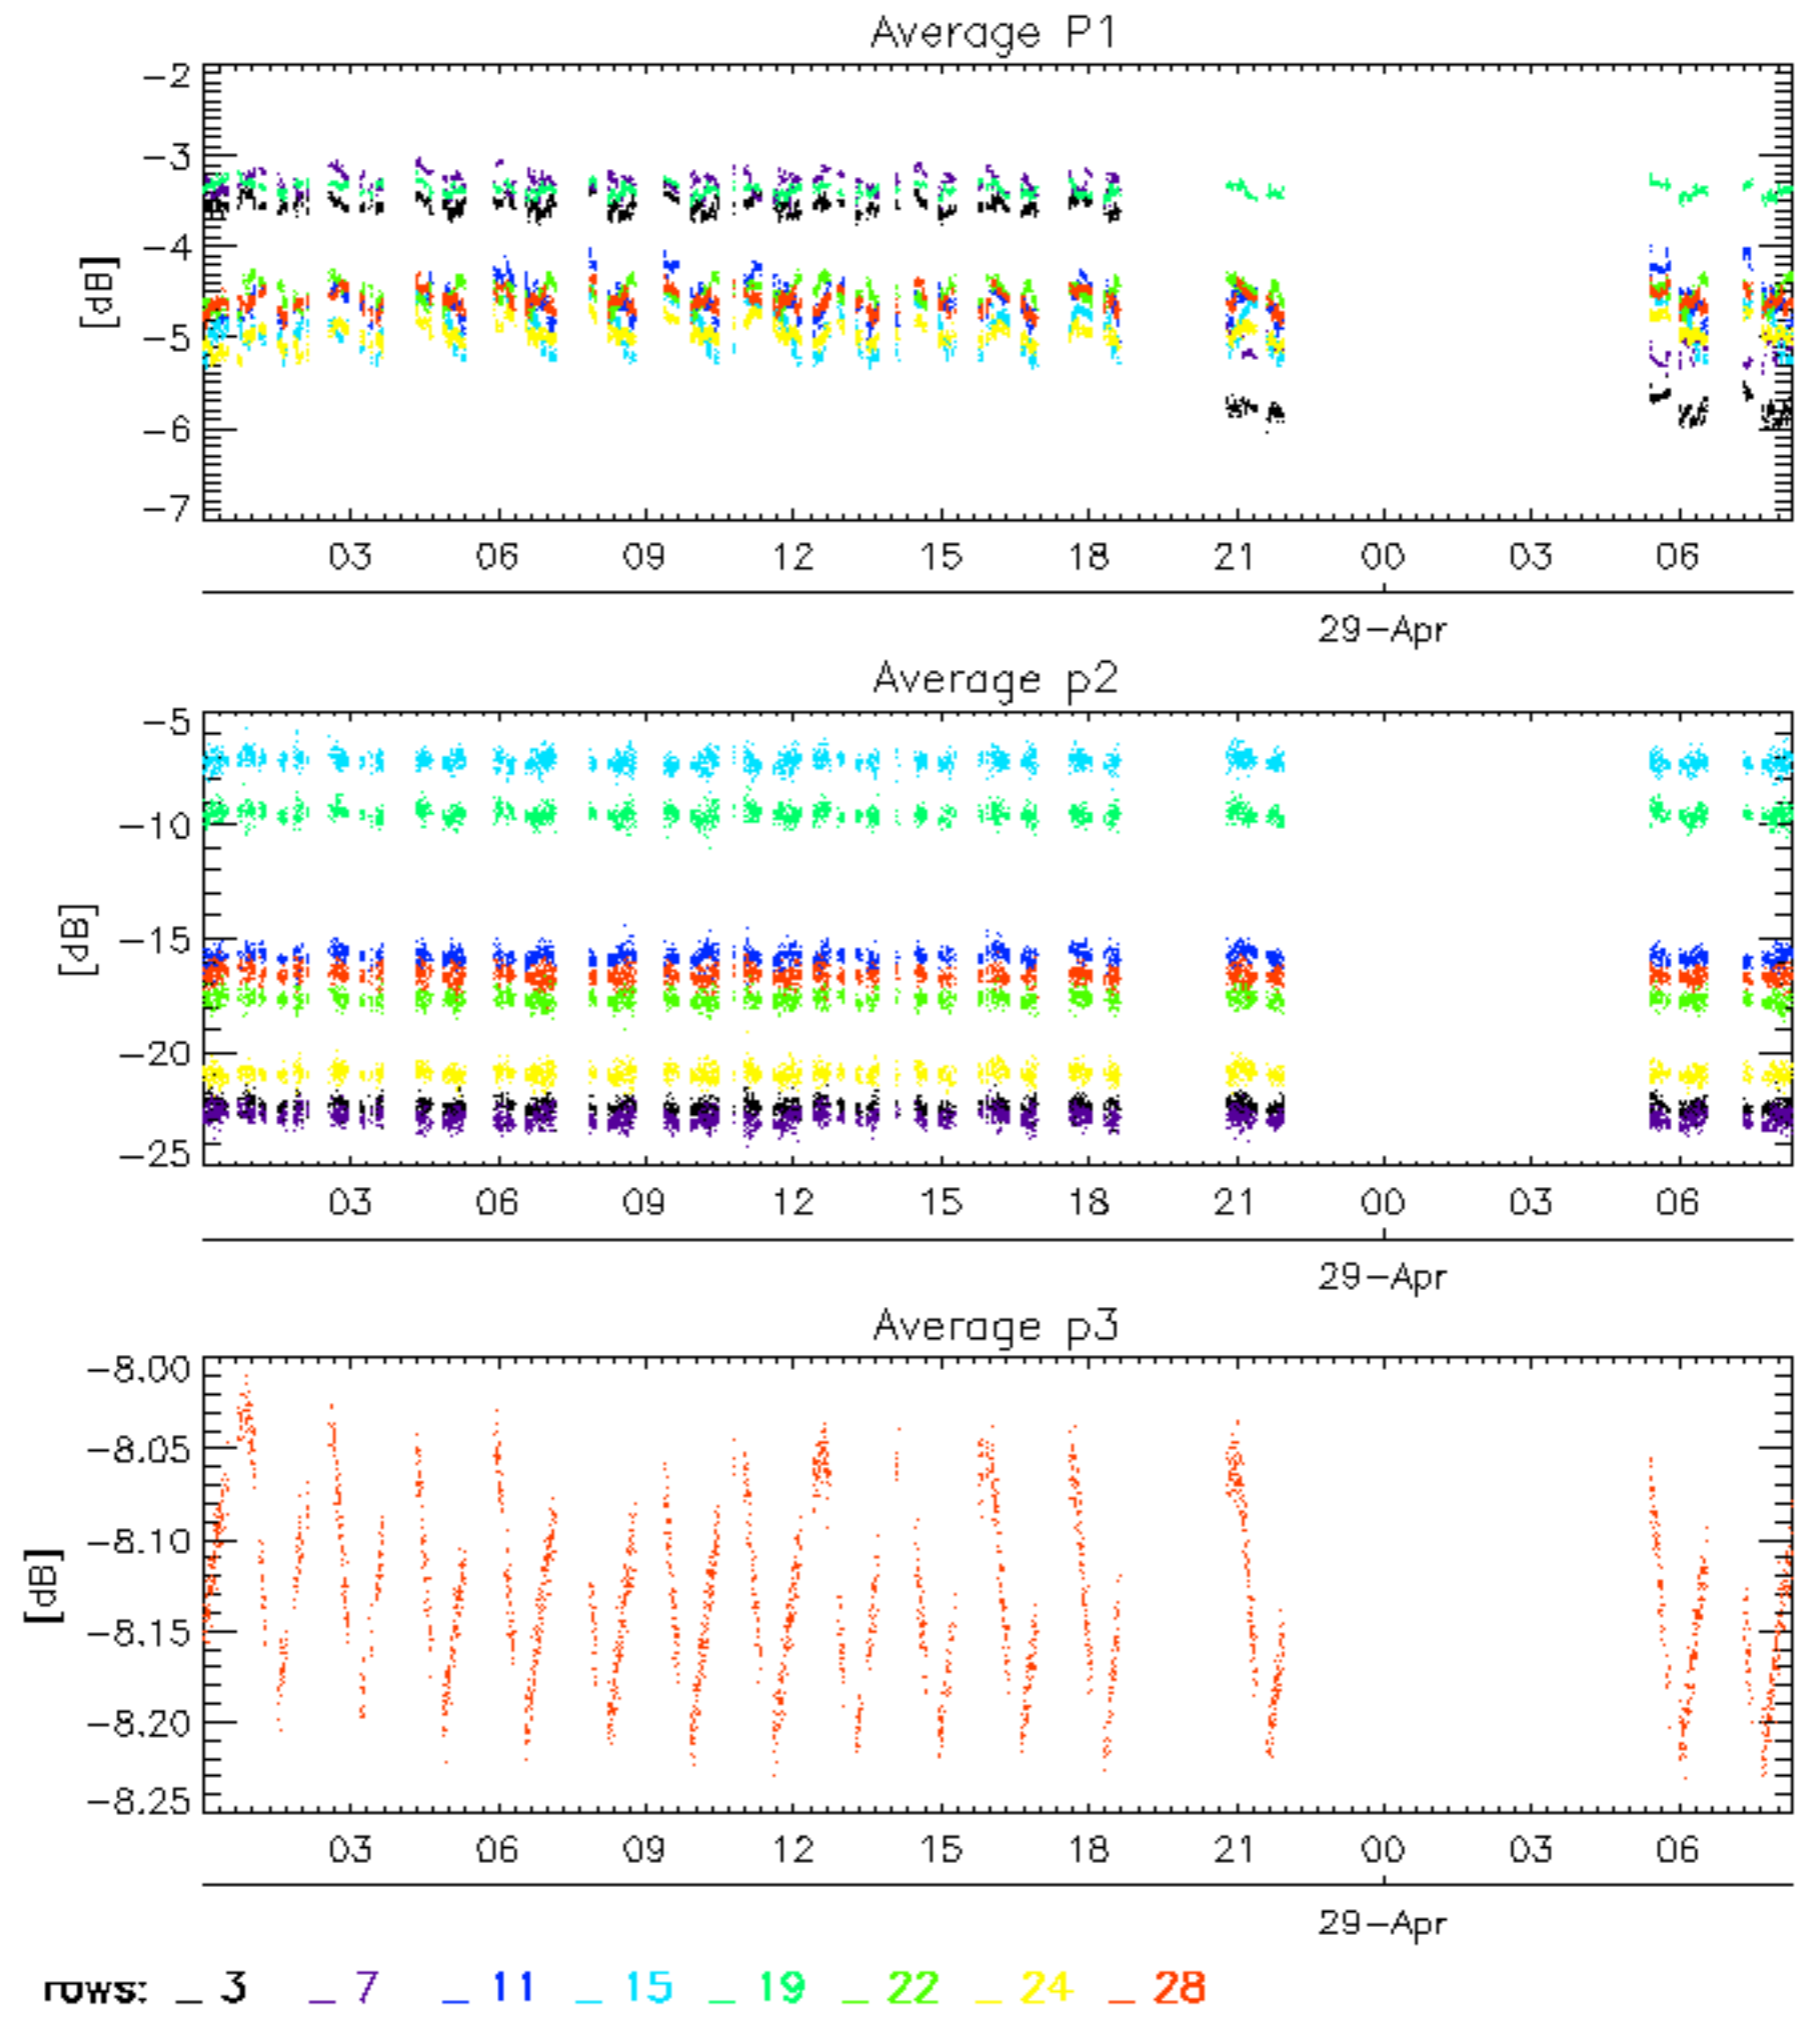 Average P1
-2
-3
-4
-5
-6
-7
[dB]
03 06 09 12 15 18 21 00 03 06
29-Apr
Average p2
-5
-10
-15
-20
-25
[dB]
03 06 09 12 15 18 21 00 03 06
29-Apr
Average p3
-8.00
-8.05
-8.10
-8.15
-8.20
-8.25
[dB]
03 06 09 12 15 18 21 00 03 06
29-Apr
rows: _ 3 _ 7 _ 11 _ 15 _ 19 _ 22 _ 24 _ 28